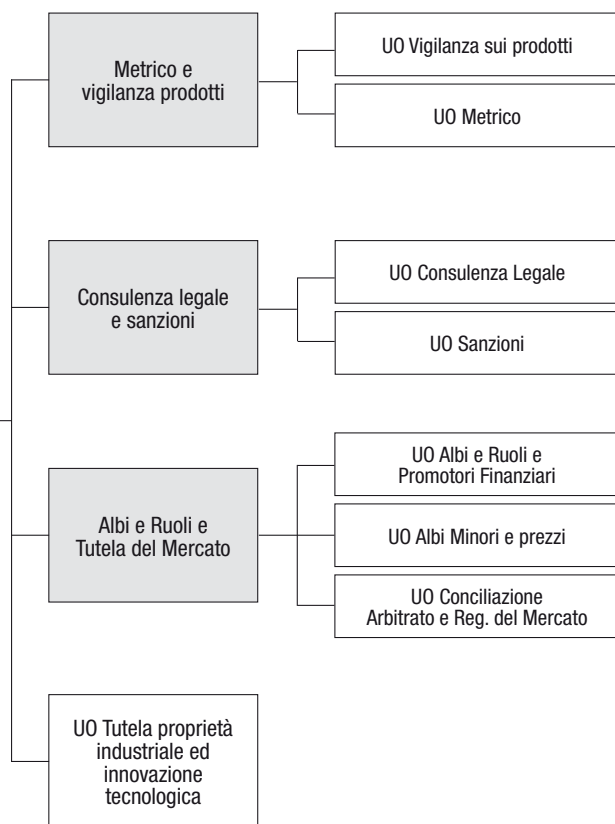 Metrico e
vigilanza prodotti
UO Vigilanza sui prodotti
UO Metrico
Consulenza legale
e sanzioni
UO Consulenza Legale
UO Sanzioni
Albi e Ruoli e
Tutela del Mercato
UO Albi e Ruoli e
Promotori Finanziari
UO Albi Minori e prezzi
UO Conciliazione
Arbitrato e Reg. del Mercato
UO Tutela proprietà
industriale ed
innovazione
tecnologica